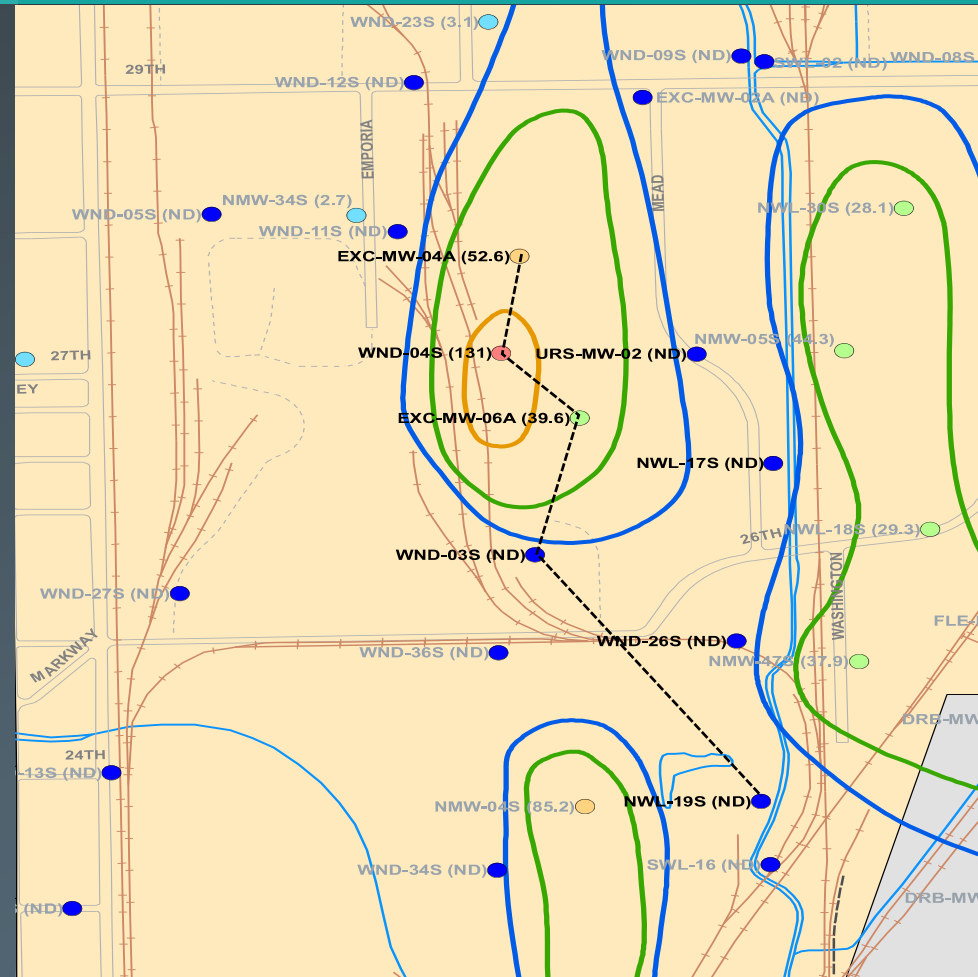 WND-23S (3.1)
WND-09S (ND)
SWL-02 (ND)
WND-08S
29TH
WND-12S (ND)
EXC-MW-02A (ND)
EMPORIA
MEAD
NMW-34S (2.7)
WND-05S (ND)
WND-11S (ND)
NWL-30S (28.1)
EXC-MW-04A (52.6)
27TH
WND-04S (131)
URS-MW-02 (ND)
NMW-05S (44.3)
EY
EXC-MW-06A (39.6)
NWL-17S (ND)
26TH
NWL-18S (29.3)
WND-03S (ND)
WASHINGTON
WND-27S (ND)
FLE-
MARKWAY
WND-36S (ND)
WND-26S (ND)
NMW-47S (37.9)
DRB-MW
24TH
-13S (ND)
NMW-04S (85.2)
NWL-19S (ND)
WND-34S (ND)
SWL-16 (ND)
DRB-MW
(ND)